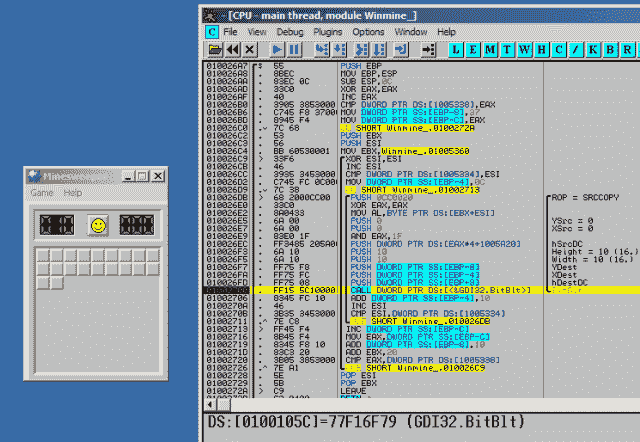 - [CPU - main thread, module Winmine_]
C File View Debug Plugins Options Window Help
L E M T W H C / K B R
010026A7 55 PUSH EBP
010026A8 8BEC MOV EBP,ESP
010026AA 83EC 0C SUB ESP,0C
010026AD 33C0 XOR EAX,EAX
010026AF 40 INC EAX
010026B0 3905 3853000 CMP DWORD PTR DS:[1005338],EAX
010026B6 C745 F8 37000 MOV DWORD PTR SS:[EBP-8],37
010026BD 8945 F4 MOV DWORD PTR SS:[EBP-C],EAX
010026C0 7C 68 SHORT Winmine_.0100272A
010026C2 53 PUSH EBX
010026C3 56 PUSH ESI
010026C4 BB 60530001 MOV EBX,Winmine_.01005360
010026C9 33F6 XOR ESI,ESI
010026CB 46 INC ESI
010026CC 3935 3453000 CMP DWORD PTR DS:[1005334],ESI
010026D2 C745 FC 0C000 MOV DWORD PTR SS:[EBP-4],0C
010026D9 7C 38 SHORT Winmine_.01002713
010026DB 68 2000CC00 PUSH 0CC0020 ROP = SRCCOPY
010026E0 33C0 XOR EAX,EAX
010026E2 8A0433 MOV AL,BYTE PTR DS:[EBX+ESI]
010026E5 6A 00 PUSH 0 YSrc = 0
010026E7 6A 00 PUSH 0 XSrc = 0
010026E9 83E0 1F AND EAX,1F
010026EC FF3485 205A0 PUSH DWORD PTR DS:[EAX*4+1005A20] hSrcDC
010026F3 6A 10 PUSH 10 Height = 10 (16.)
010026F5 6A 10 PUSH 10 Width = 10 (16.)
010026F7 FF75 F8 PUSH DWORD PTR SS:[EBP-8] YDest
010026FA FF75 FC PUSH DWORD PTR SS:[EBP-4] XDest
010026FD FF75 08 PUSH DWORD PTR SS:[EBP+8] hDestDC
01002700 FF15 5C10000 CALL DWORD PTR DS:[<&GDI32.BitBlt>]
01002706 8345 FC 10 ADD DWORD PTR SS:[EBP-4],10
0100270A 46 INC ESI
0100270B 3B35 3453000 CMP ESI,DWORD PTR DS:[1005334]
01002711 7E C8 SHORT Winmine_.010026DB
01002713 FF45 F4 INC DWORD PTR SS:[EBP-C]
01002716 8B45 F4 MOV EAX,DWORD PTR SS:[EBP-C]
01002719 8345 F8 10 ADD DWORD PTR SS:[EBP-8],10
0100271D 83C3 20 ADD EBX,20
01002720 3B05 3853000 CMP EAX,DWORD PTR DS:[1005338]
01002726 7E A1 SHORT Winmine_.010026C9
01002728 5E POP ESI
01002729 5B POP EBX
0100272A C9 LEAVE
DS:[0100105C]=77F16F79 (GDI32.BitBlt)
Game Help
010 000